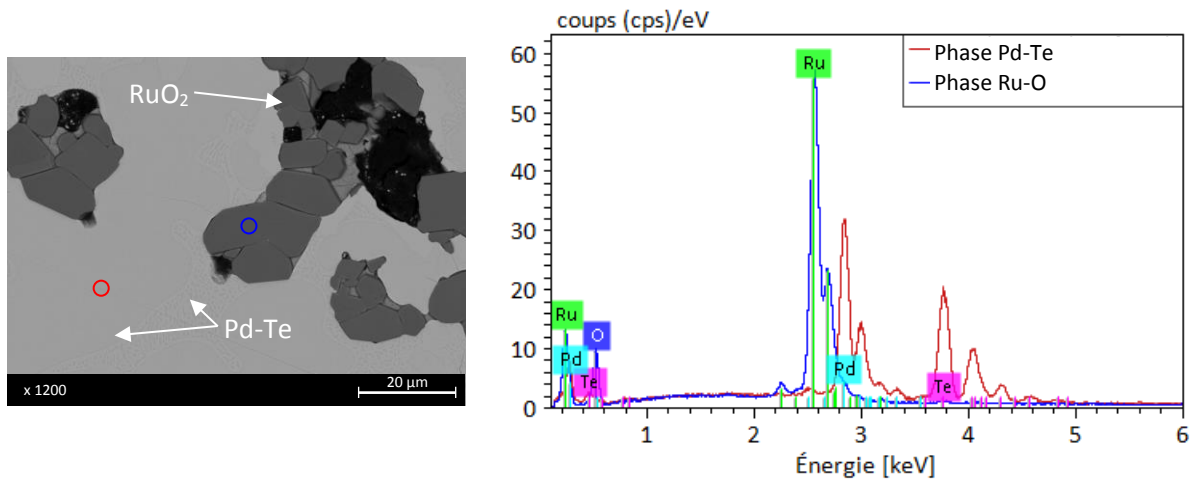 RuO₂
Pd-Te
x 1200
20 µm
coups (cps)/eV
60
50
40
30
20
10
0
Phase Pd-Te
Phase Ru-O
Ru
Ru
O
Pd
Te
Pd
Te
1
2
3
4
5
6
Énergie [keV]